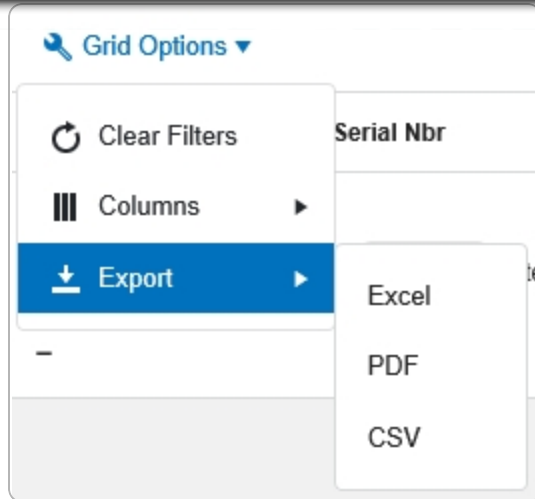 Grid Options
Clear Filters
Serial Nbr
Columns
Export
Excel
PDF
CSV